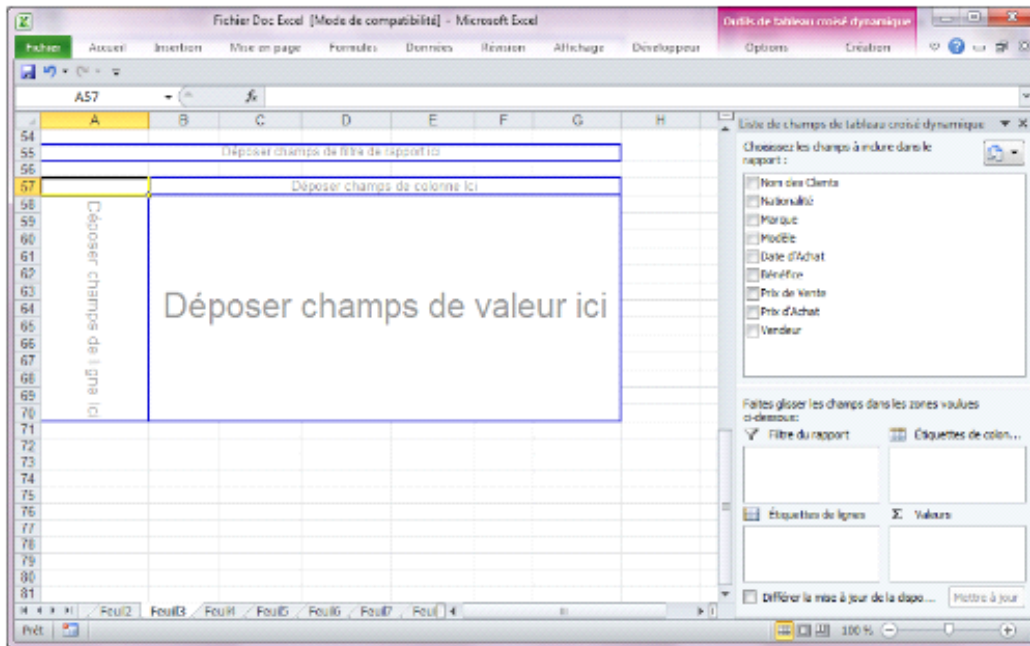 Fichier Doc Excel [Mode de compatibilité] - Microsoft Excel
Outils de tableau croisé dynamique
Fichier Accueil Insertion Mise en page Formules Données Révision Affichage Développeur Options Création
A57 fx
A B C D E F G H
54
55 Déposer champs de filtre de rapport ici
56
57 Déposer champs de colonne ici
58
59
60
61
62
63
64
65
66
67
68
69
70
71
72
73
74
75
76
77
78
79
80
81
Déposer champs de ligne ici
Déposer champs de valeur ici
Liste de champs de tableau croisé dynamique
Choisissez les champs à inclure dans le
rapport :
Nom des Clients
Nationalité
Marque
Modèle
Date d'Achat
Bénéfice
Prix de Vente
Prix d'Achat
Vendeur
Faites glisser les champs dans les zones voulues
ci-dessous:
Filtre du rapport
Étiquettes de colon...
Étiquettes de lignes
Σ Valeurs
Différer la mise à jour de la dispo...
Mettre à jour
Feuil2 Feuil3 Feuil4 Feuil5 Feuil6 Feuil7 Feuil
Prêt
100 %